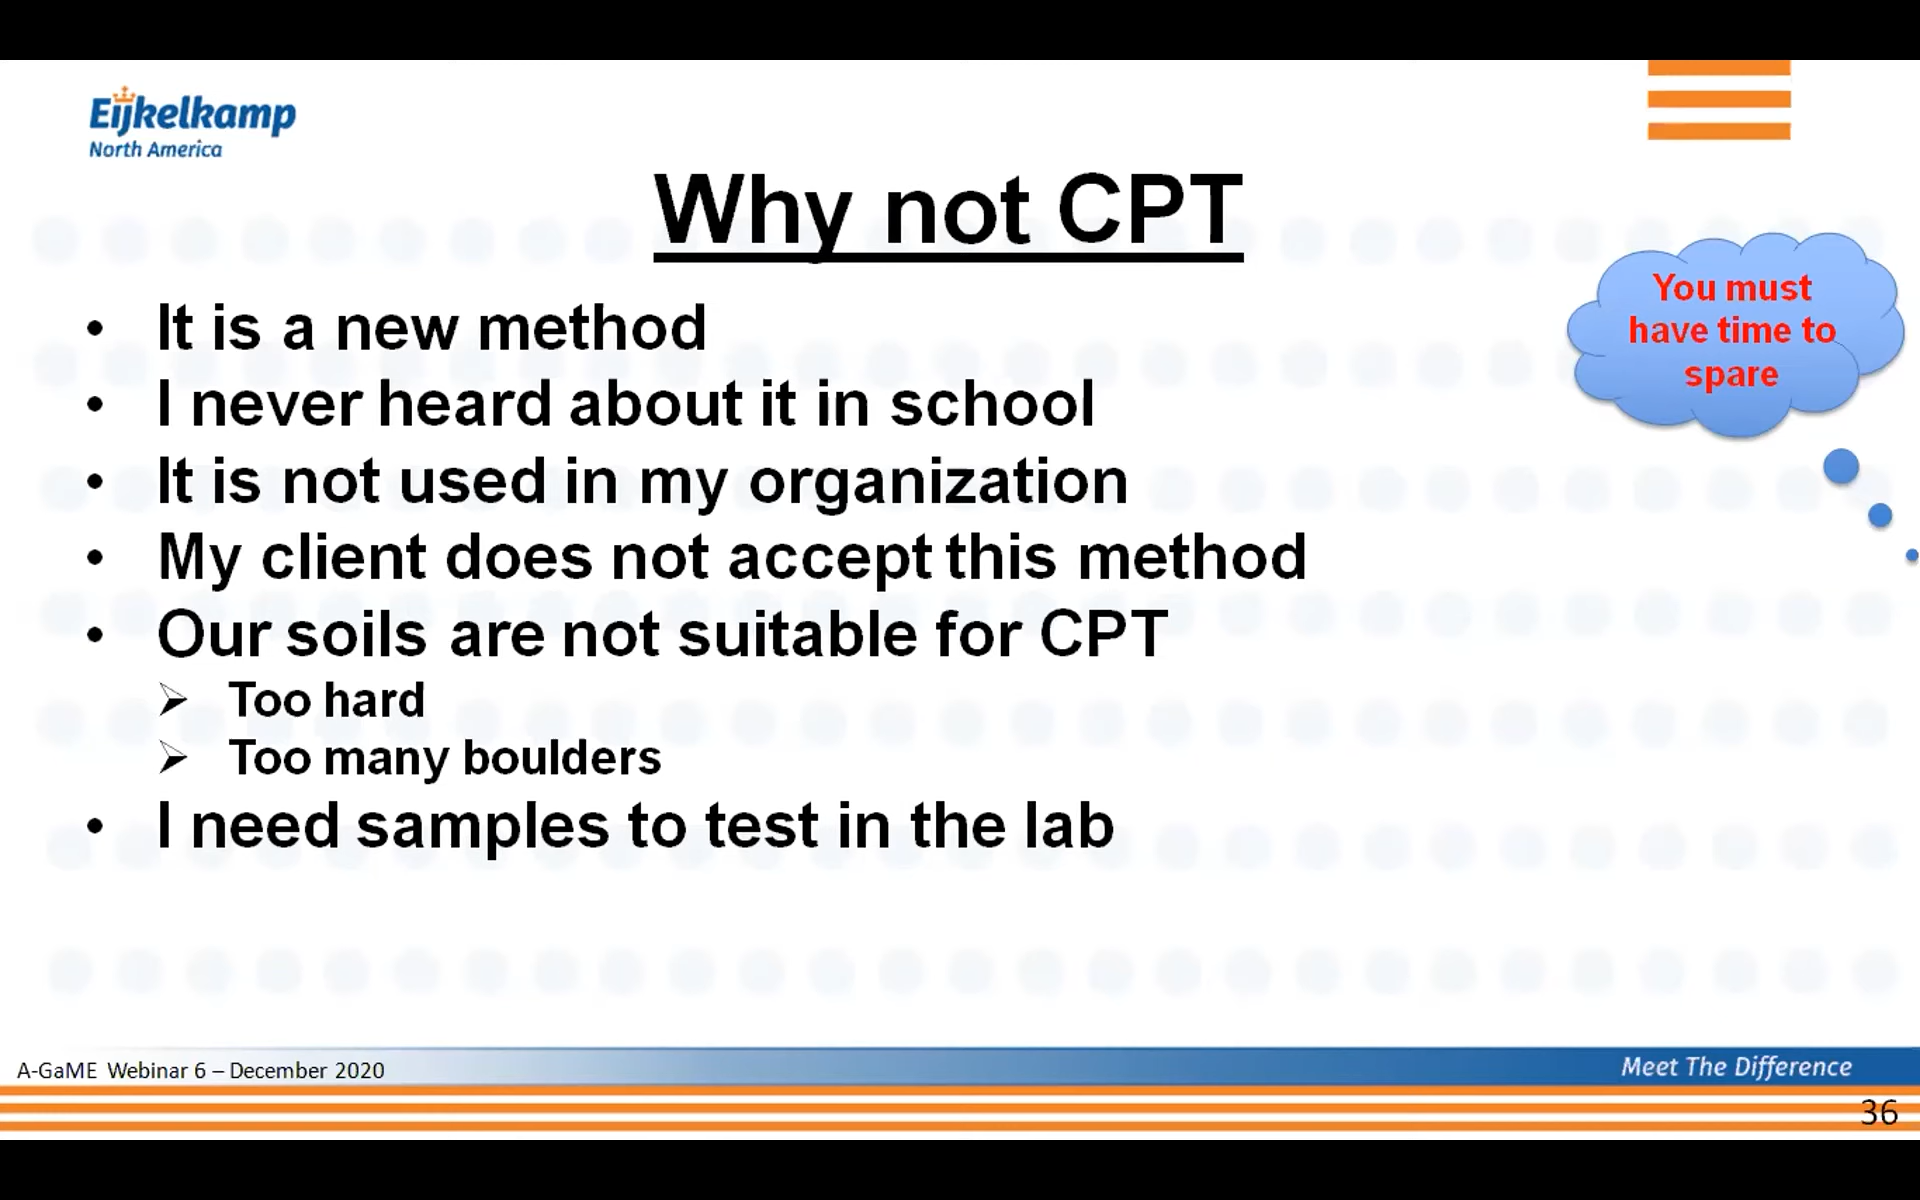 Eijkelkamp
North America
Why not CPT
• It is a new method
• I never heard about it in school
• It is not used in my organization
• My client does not accept this method
• Our soils are not suitable for CPT
➢ Too hard
➢ Too many boulders
• I need samples to test in the lab
You must
have time to
spare
A-GaME Webinar 6 – December 2020
Meet The Difference
36